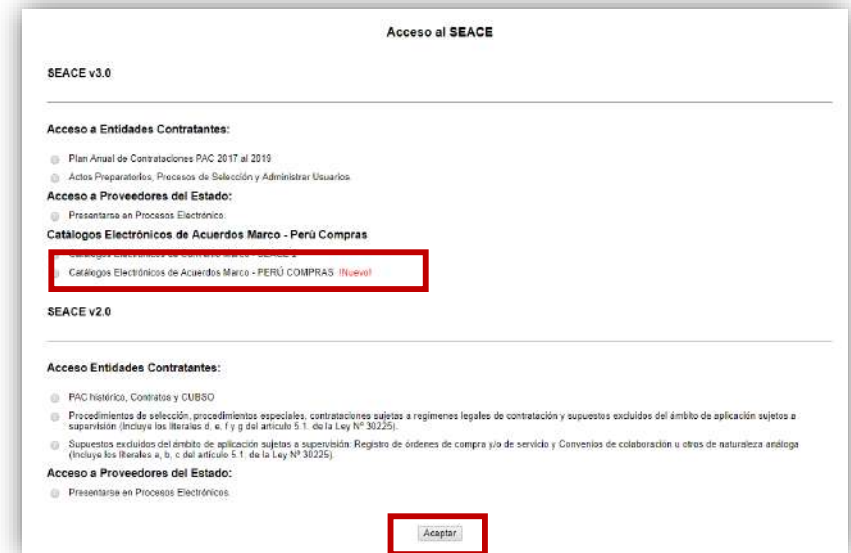 Acceso al SEACE
SEACE v3.0
Acceso a Entidades Contratantes:
Plan Anual de Contrataciones PAC 2017 al 2019
Actos Preparatorios, Procesos de Selección y Administrar Usuarios.
Acceso a Proveedores del Estado:
Presentarse en Procesos Electrónico.
Catálogos Electrónicos de Acuerdos Marco - Perú Compras
Catálogos Electrónicos de Acuerdos Marco - PERÚ COMPRAS !Nuevo!
SEACE v2.0
Acceso Entidades Contratantes:
PAC histórico, Contratos y CUBSO
Procedimientos de selección, procedimientos especiales, contrataciones sujetas a regimenes legales de contratación y supuestos excluidos del ámbito de aplicación sujetos a
supervisión (Incluye los literales d, e, f y g del artículo 5.1. de la Ley Nº 30225).
Supuestos excluidos del ámbito de aplicación sujetas a supervisión: Registro de órdenes de compra y/o de servicio y Convenios de colaboración u otros de naturaleza análoga
(Incluye los literales a, b, c del artículo 5.1. de la Ley Nº 30225).
Acceso a Proveedores del Estado:
Presentarse en Procesos Electrónicos.
Aceptar